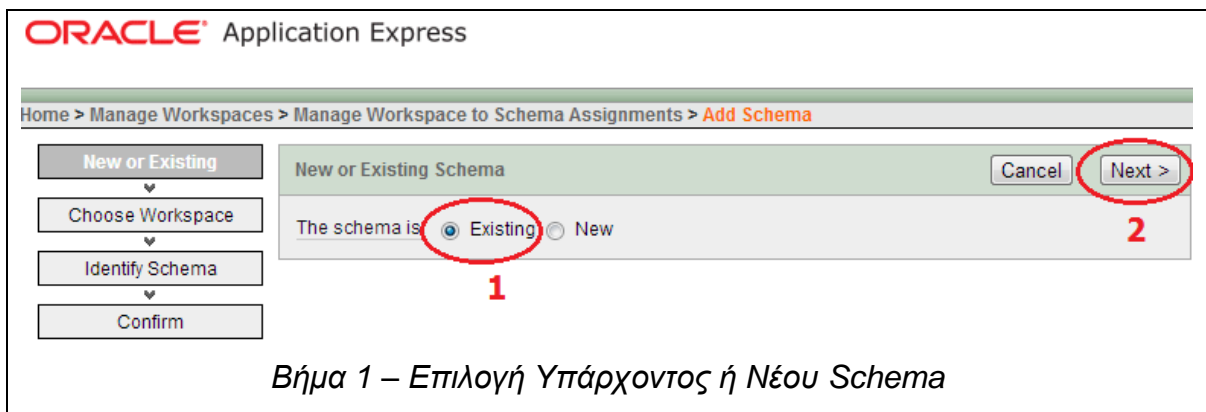 ORACLE® Application Express
Home > Manage Workspaces > Manage Workspace to Schema Assignments > Add Schema
New or Existing
Choose Workspace
Identify Schema
Confirm
New or Existing Schema
Cancel
Next >
The schema is Existing New
1
2
Βήμα 1 – Επιλογή Υπάρχοντος ή Νέου Schema